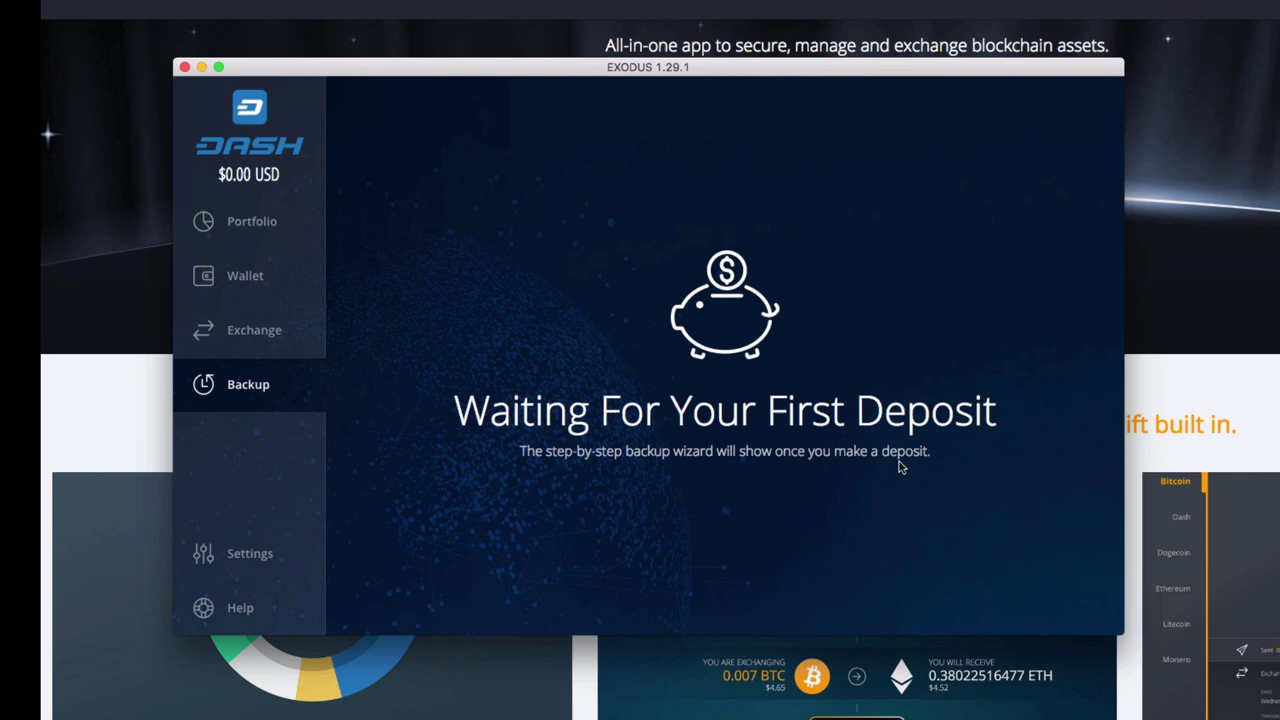 All-in-one app to secure, manage and exchange blockchain assets.
EXODUS 1.29.1
DASH
$0.00 USD
Portfolio
Wallet
Exchange
Backup
Settings
Help
$
Waiting For Your First Deposit
The step-by-step backup wizard will show once you make a deposit.
ift built in.
YOU ARE EXCHANGING
0.007 BTC
$4.65
YOU WILL RECEIVE
0.38022516477 ETH
$4.52
Bitcoin
Dash
Dogecoin
Ethereum
Litecoin
Monero
Sent